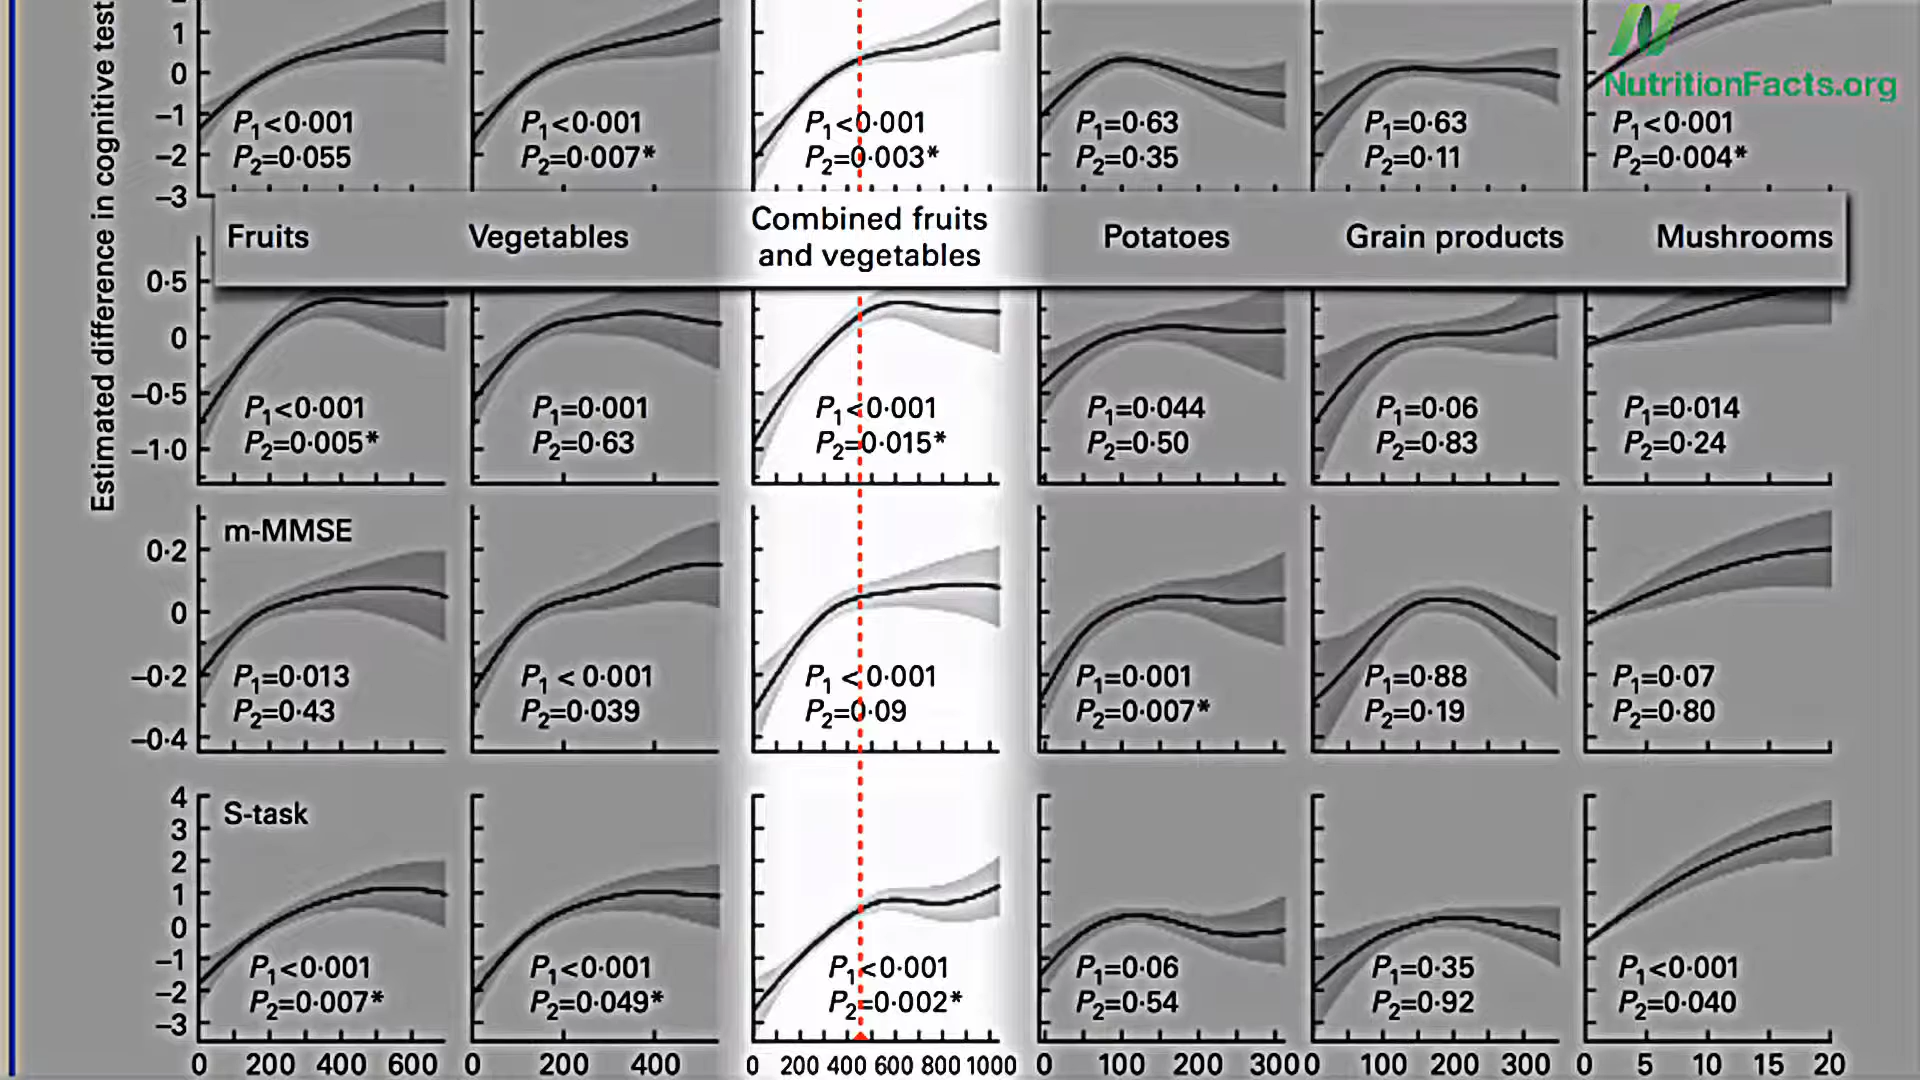 Estimated difference in cognitive test
NutritionFacts.org
1
0
–1
–2
–3
P1<0·001
P2=0·055
P1<0·001
P2=0·007*
P1<0·001
P2=0·003*
P1=0·63
P2=0·35
P1=0·63
P2=0·11
P1<0·001
P2=0·004*
Fruits
Vegetables
Combined fruits
and vegetables
Potatoes
Grain products
Mushrooms
0·5
0
–0·5
–1·0
P1<0·001
P2=0·005*
P1=0·001
P2=0·63
P1<0·001
P2=0·015*
P1=0·044
P2=0·50
P1=0·06
P2=0·83
P1=0·014
P2=0·24
m-MMSE
0·2
0
–0·2
–0·4
P1=0·013
P2=0·43
P1 < 0·001
P2=0·039
P1 < 0·001
P2=0·09
P1=0·001
P2=0·007*
P1=0·88
P2=0·19
P1=0·07
P2=0·80
S-task
4
3
2
1
0
–1
–2
–3
P1<0·001
P2=0·007*
P1<0·001
P2=0·049*
P1<0·001
P2=0·002*
P1=0·06
P2=0·54
P1=0·35
P2=0·92
P1<0·001
P2=0·040
0 200 400 600
0 200 400
0 200 400 600 800 1000
0 100 200 300
0 100 200 300
0 5 10 15 20